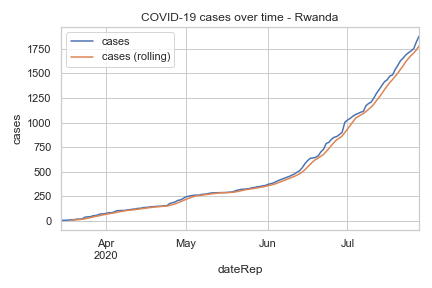 COVID-19 cases over time - Rwanda
cases
cases (rolling)
1750
1500
1250
1000
750
500
250
0
cases
Apr
2020
May
Jun
Jul
dateRep